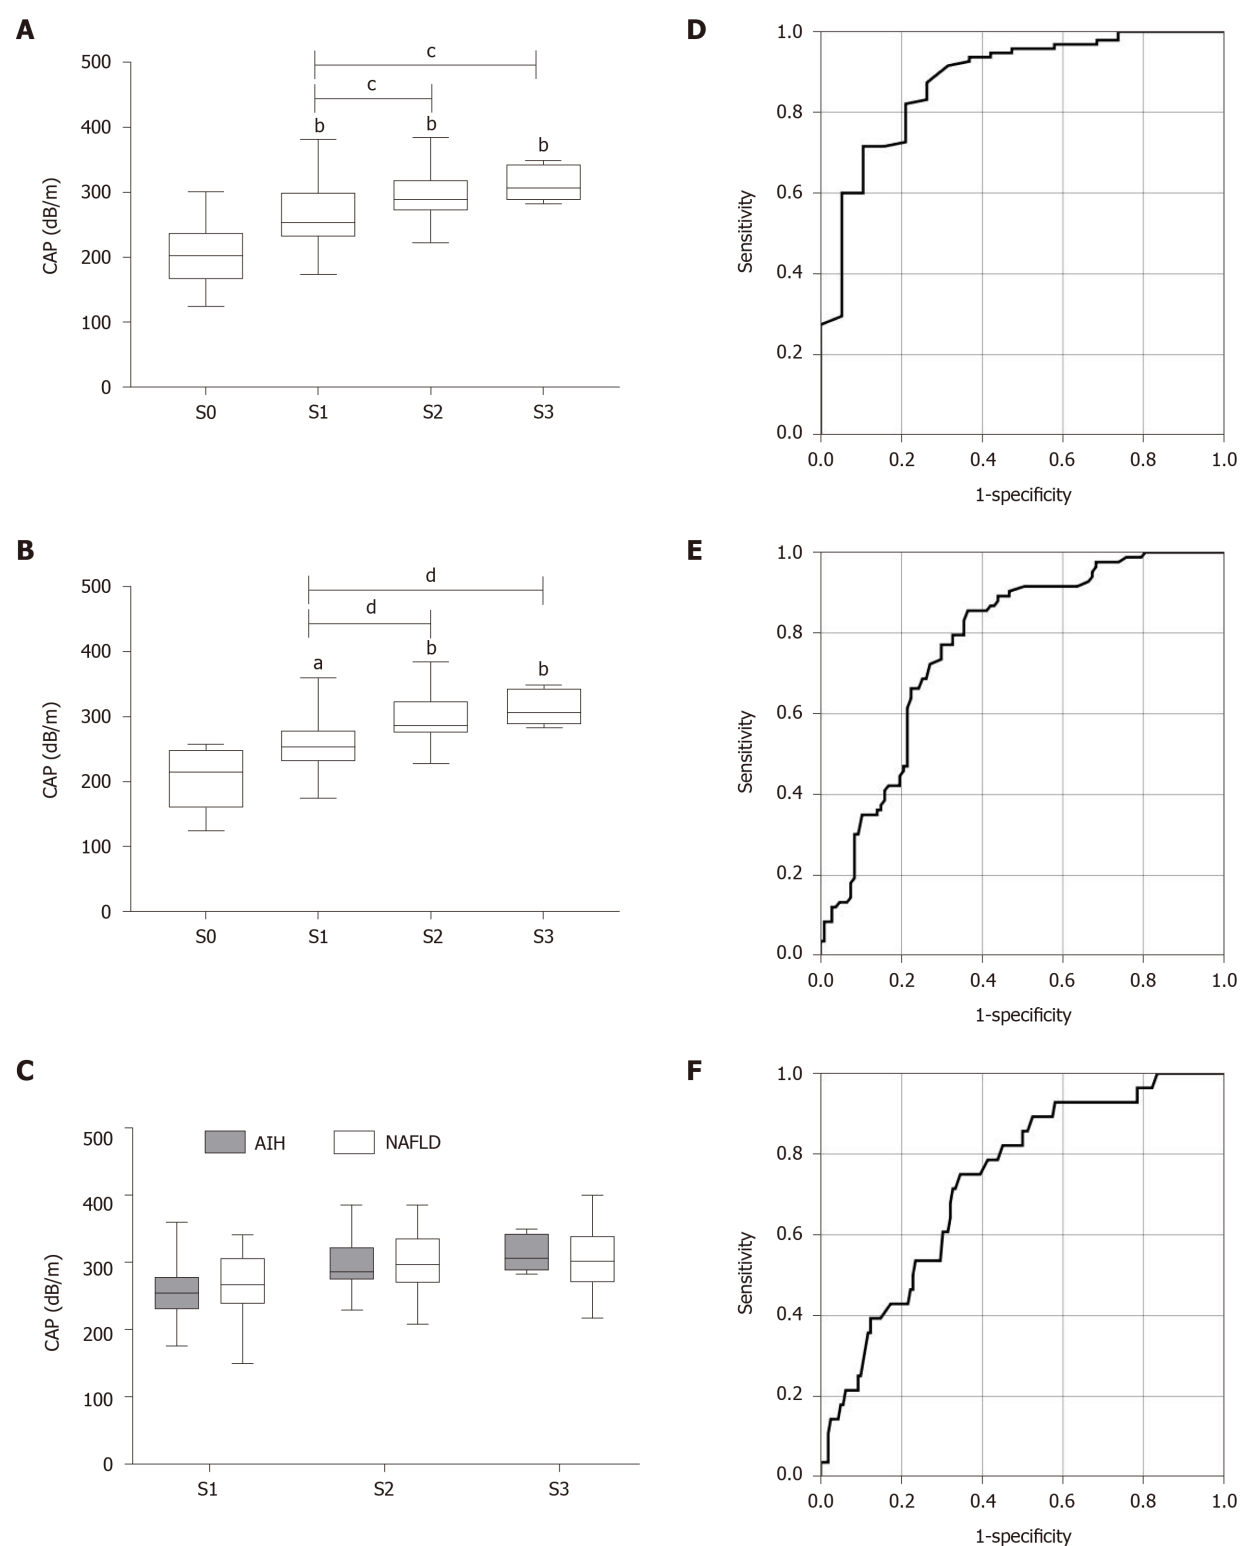 A
500
400
300
200
100
0
CAP (dB/m)
c
c
b
b
b
S0 S1 S2 S3
D
1.0
0.8
0.6
0.4
0.2
0.0
Sensitivity
0.0 0.2 0.4 0.6 0.8 1.0
1-specificity
B
500
400
300
200
100
0
CAP (dB/m)
d
d
a
b
b
S0 S1 S2 S3
E
1.0
0.8
0.6
0.4
0.2
0.0
Sensitivity
0.0 0.2 0.4 0.6 0.8 1.0
1-specificity
C
500
400
300
200
100
0
CAP (dB/m)
AIH NAFLD
S1 S2 S3
F
1.0
0.8
0.6
0.4
0.2
0.0
Sensitivity
0.0 0.2 0.4 0.6 0.8 1.0
1-specificity